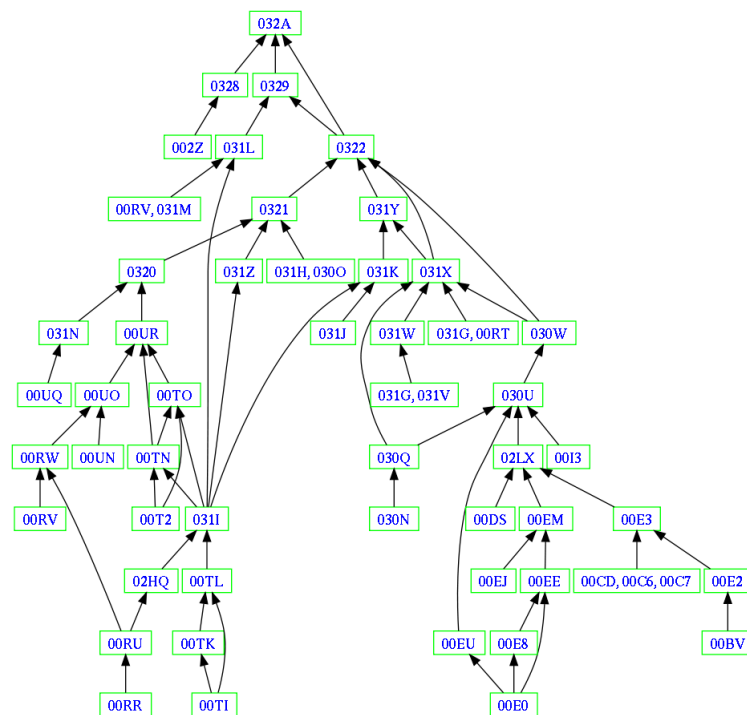 032A
0328 0329
002Z 031L 0322
00RV, 031M 0321 031Y
0320 031Z 031H, 030O 031K 031X
031N 00UR 031J 031W 031G, 00RT 030W
00UQ 00UO 00TO 031G, 031V 030U
00RW 00UN 00TN 030Q 02LX 00I3
00RV 00T2 031I 030N 00DS 00EM 00E3
02HQ 00TL 00EJ 00EE 00CD, 00C6, 00C7 00E2
00RU 00TK 00EU 00E8 00BV
00RR 00TI 00E0